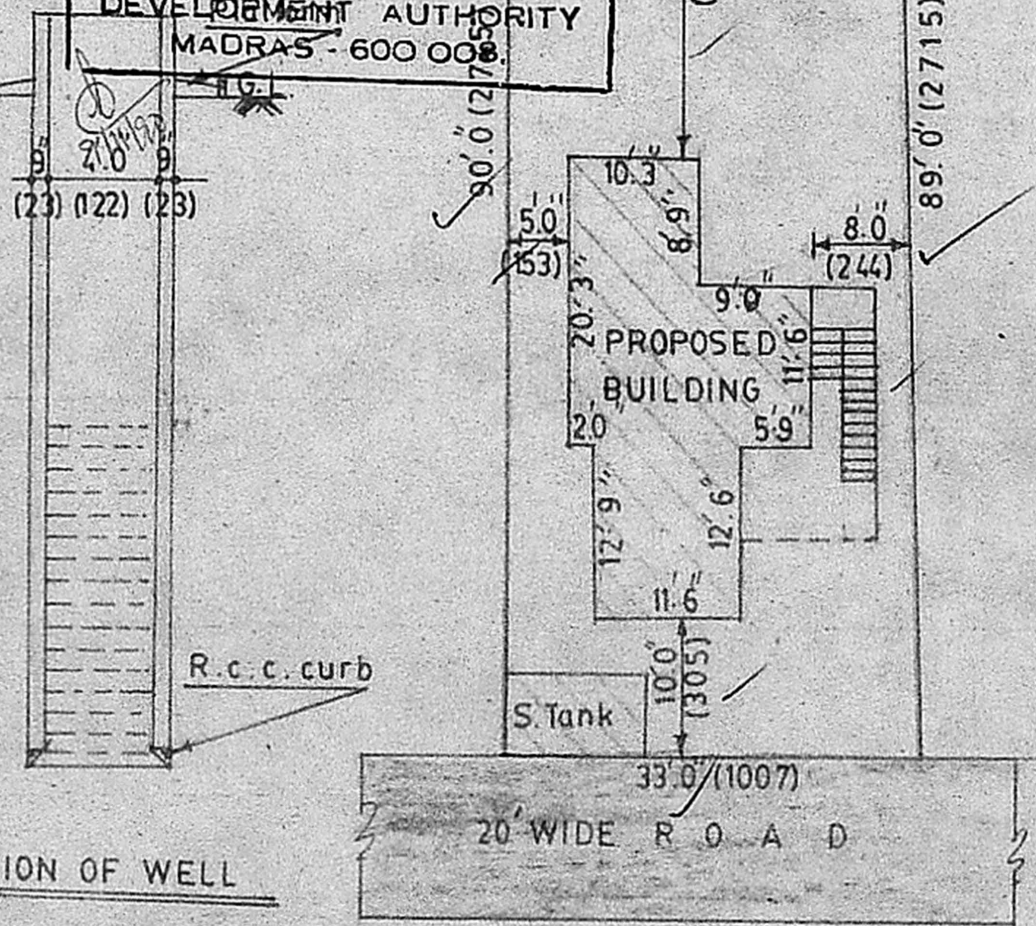 DEVELOPMENT AUTHORITY
MADRAS - 600 008.
G.
9" 9"
(23) (122) (23)
R.c.c. curb
ION OF WELL
90'.0" (2745)
89'.0" (2715)
5'.0"
(153)
10'.3"
8'.9"
8'.0"
(244)
9'.0"
20'.3"
PROPOSED
BUILDING
11'.6"
2'.0"
5'.9"
12'.9"
12'.6"
11'.6"
10'.0"
(305)
S. Tank
33'.0" (1007)
20' WIDE ROAD